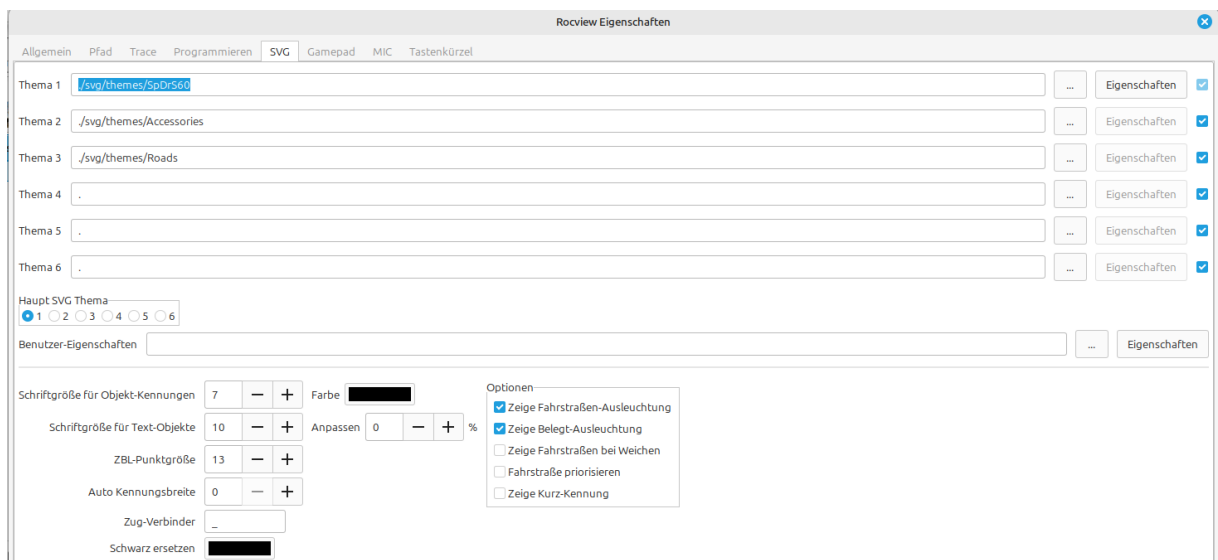 Rocview Eigenschaften
Allgemein Pfad Trace Programmieren SVG Gamepad MIC Tastenkürzel
Thema 1 ./svg/themes/SpDrS60 ... Eigenschaften
Thema 2 ./svg/themes/Accessories ... Eigenschaften
Thema 3 ./svg/themes/Roads ... Eigenschaften
Thema 4 . ... Eigenschaften
Thema 5 . ... Eigenschaften
Thema 6 . ... Eigenschaften
Haupt SVG Thema
1 2 3 4 5 6
Benutzer-Eigenschaften ... Eigenschaften
Schriftgröße für Objekt-Kennungen 7 − + Farbe
Schriftgröße für Text-Objekte 10 − + Anpassen 0 − + %
ZBL-Punktgröße 13 − +
Auto Kennungsbreite 0 − +
Zug-Verbinder _
Schwarz ersetzen
Optionen
Zeige Fahrstraßen-Ausleuchtung
Zeige Belegt-Ausleuchtung
Zeige Fahrstraßen bei Weichen
Fahrstraße priorisieren
Zeige Kurz-Kennung